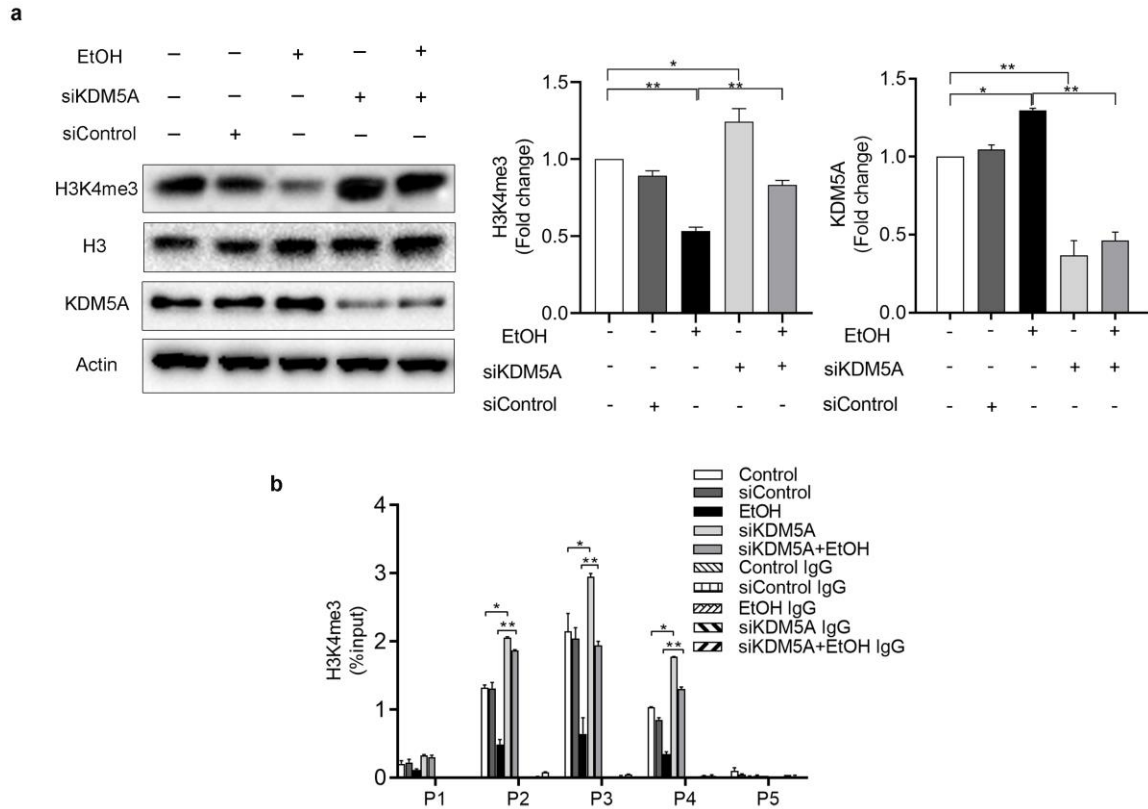 a
EtOH – – + – +
siKDM5A – – – + +
siControl – + – – –
H3K4me3
H3
KDM5A
Actin
H3K4me3
(Fold change)
1.5
1.0
0.5
0.0
*
** **
EtOH - - + - +
siKDM5A - - - + +
siControl - + - - -
KDM5A
(Fold change)
1.5
1.0
0.5
0.0
**
* **
EtOH - - + - +
siKDM5A - - - + +
siControl - + - - -
b
H3K4me3
(%input)
4
3
2
1
0
*
**
*
**
*
**
P1 P2 P3 P4 P5
Control
siControl
EtOH
siKDM5A
siKDM5A+EtOH
Control IgG
siControl IgG
EtOH IgG
siKDM5A IgG
siKDM5A+EtOH IgG